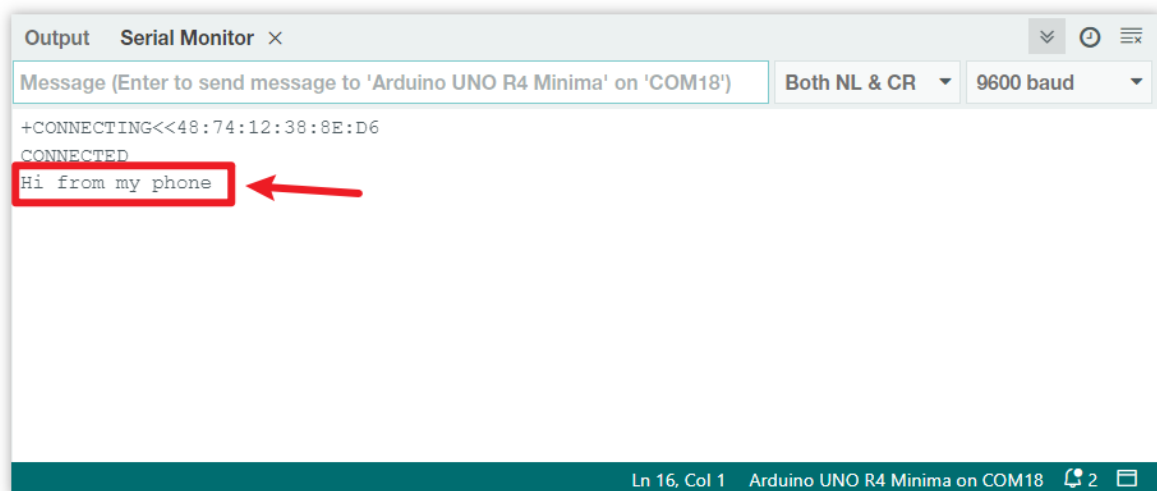 Output Serial Monitor ×
Message (Enter to send message to 'Arduino UNO R4 Minima' on 'COM18') Both NL & CR 9600 baud
+CONNECTING<<48:74:12:38:8E:D6
CONNECTED
Hi from my phone
Ln 16, Col 1 Arduino UNO R4 Minima on COM18 2